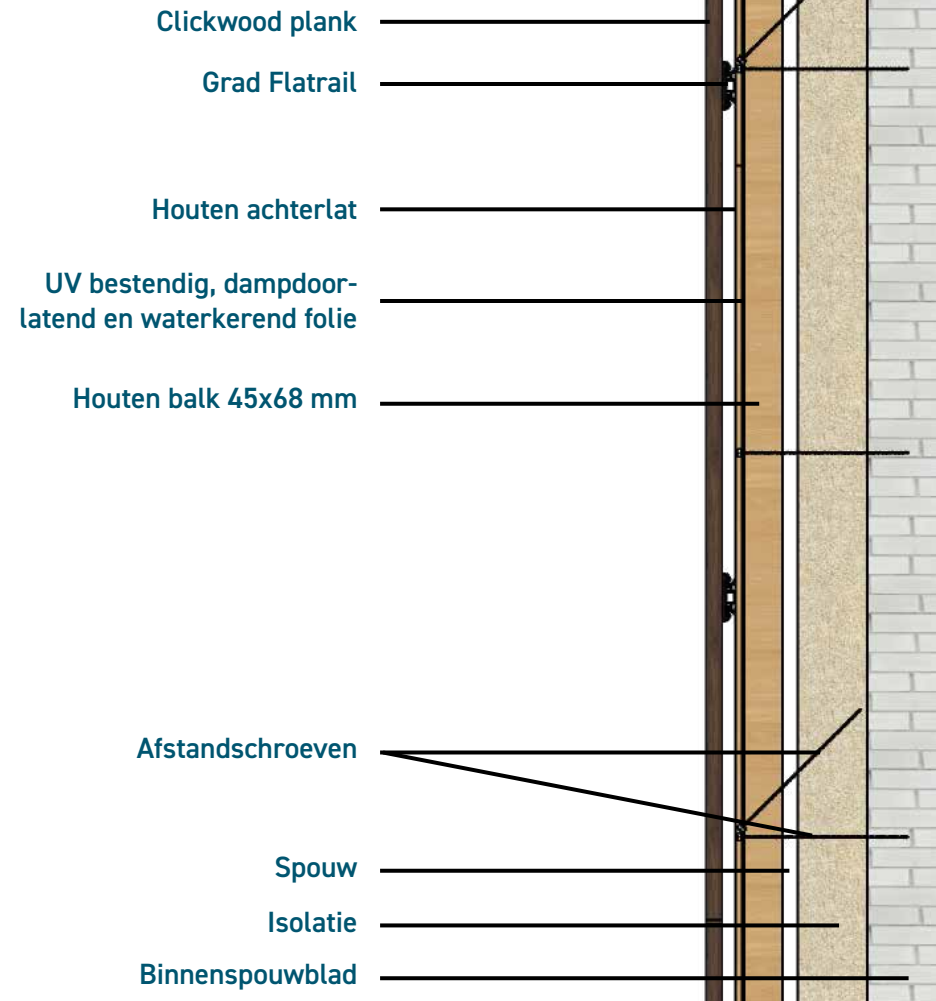 Clickwood plank
Grad Flatrail
Houten achterlat
UV bestendig, dampdoor-
latend en waterkerend folie
Houten balk 45x68 mm
Afstandschroeven
Spouw
Isolatie
Binnenspouwblad